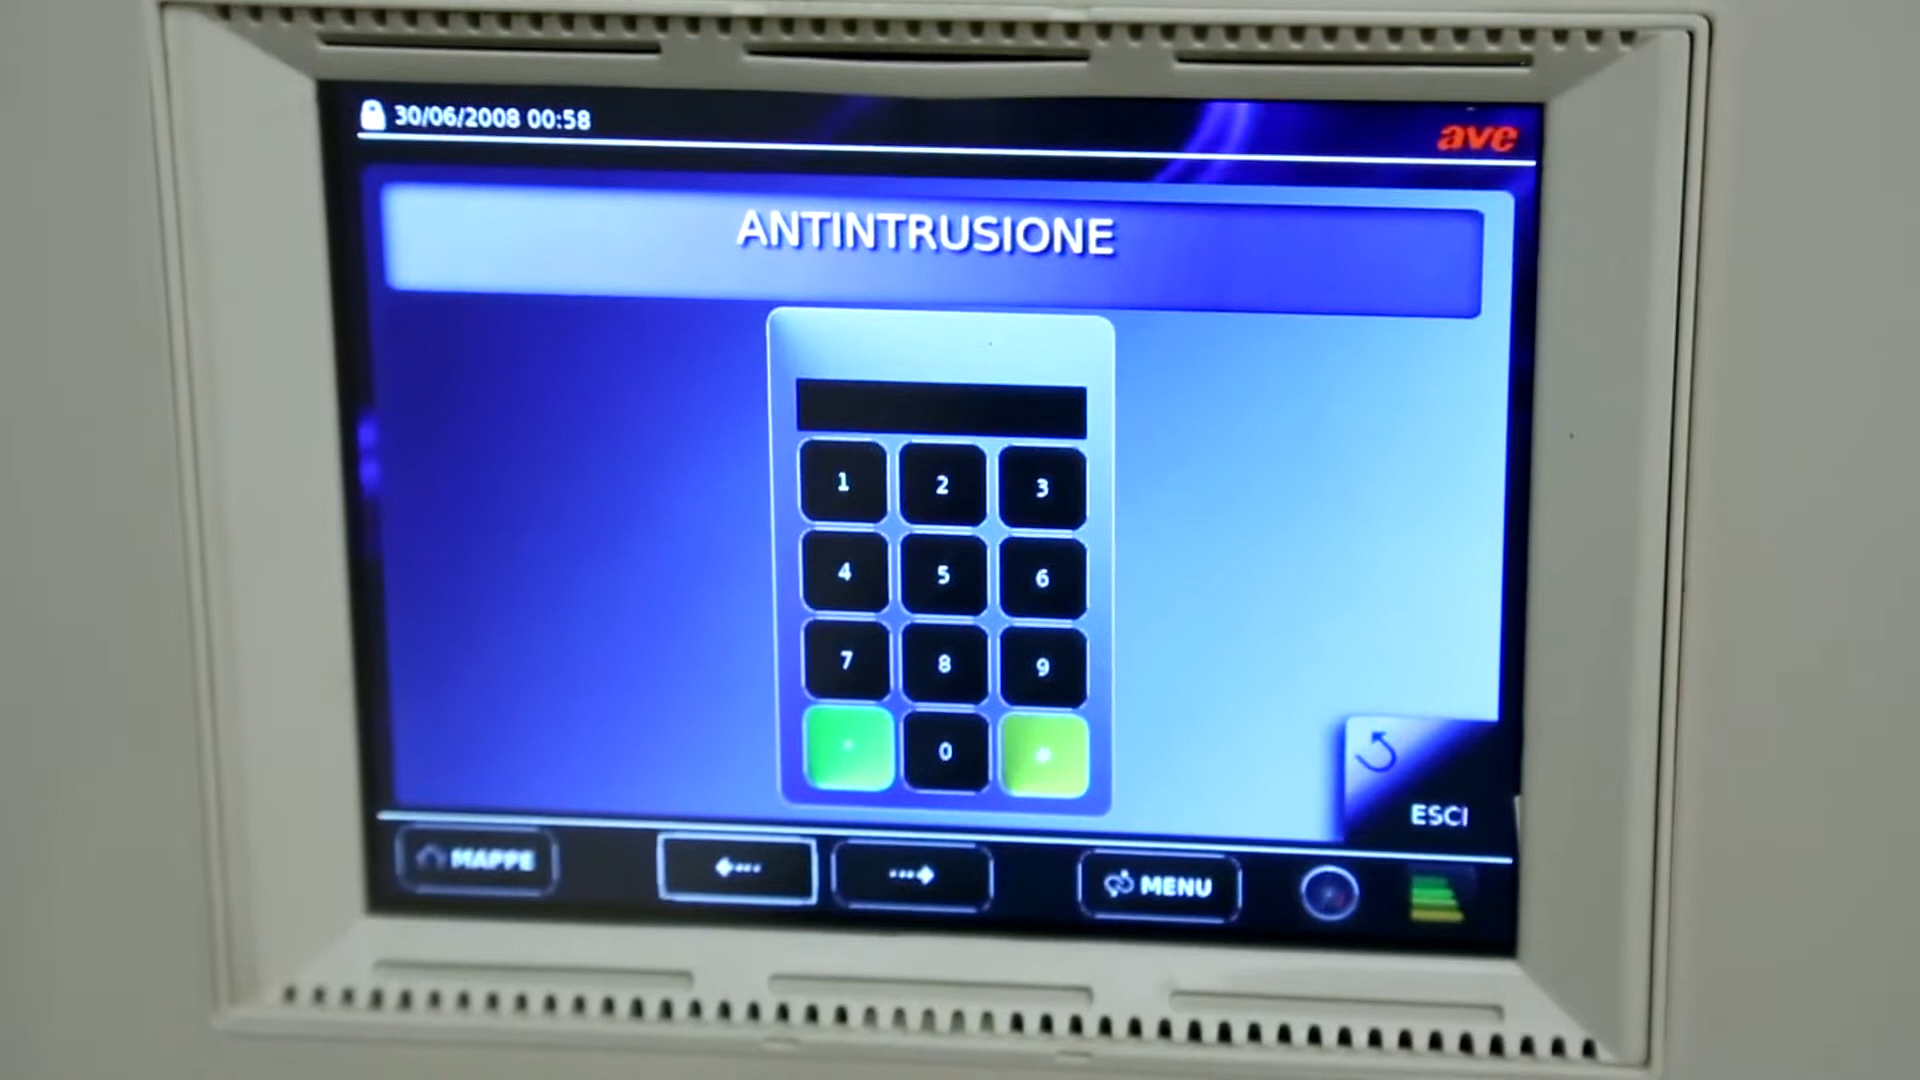 30/06/2008 00:58
ave
ANTINTRUSIONE
1 2 3
4 5 6
7 8 9
* 0
ESCI
MAPPE
MENU